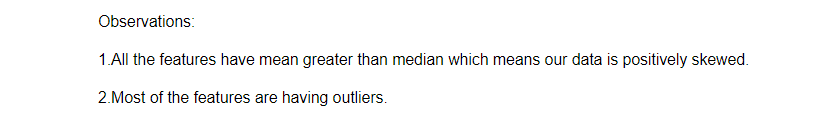 Observations:
1.All the features have mean greater than median which means our data is positively skewed.
2.Most of the features are having outliers.